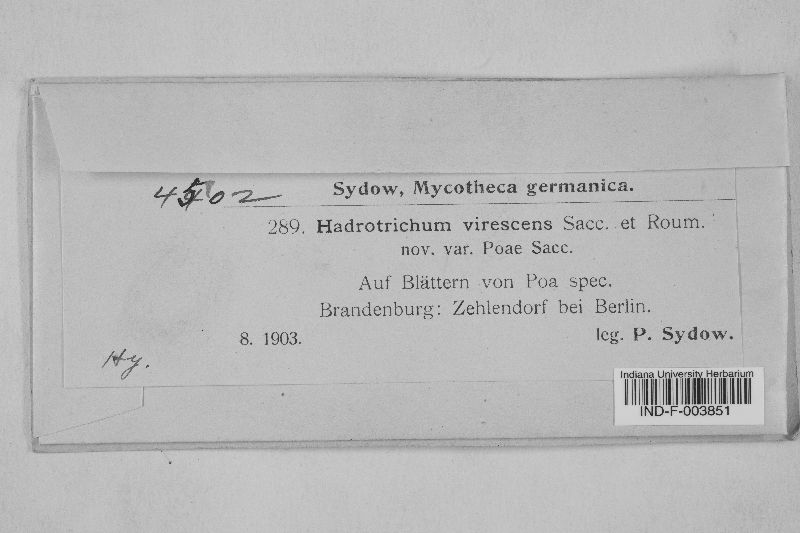 Sydow, Mycotheca germanica.
289. Hadrotrichum virescens Sacc. et Roum.
nov. var. Poae Sacc.
Auf Blättern von Poa spec.
Brandenburg: Zehlendorf bei Berlin.
8. 1903. leg. P. Sydow.
Hy.
Indiana University Herbarium
IND-F-003851